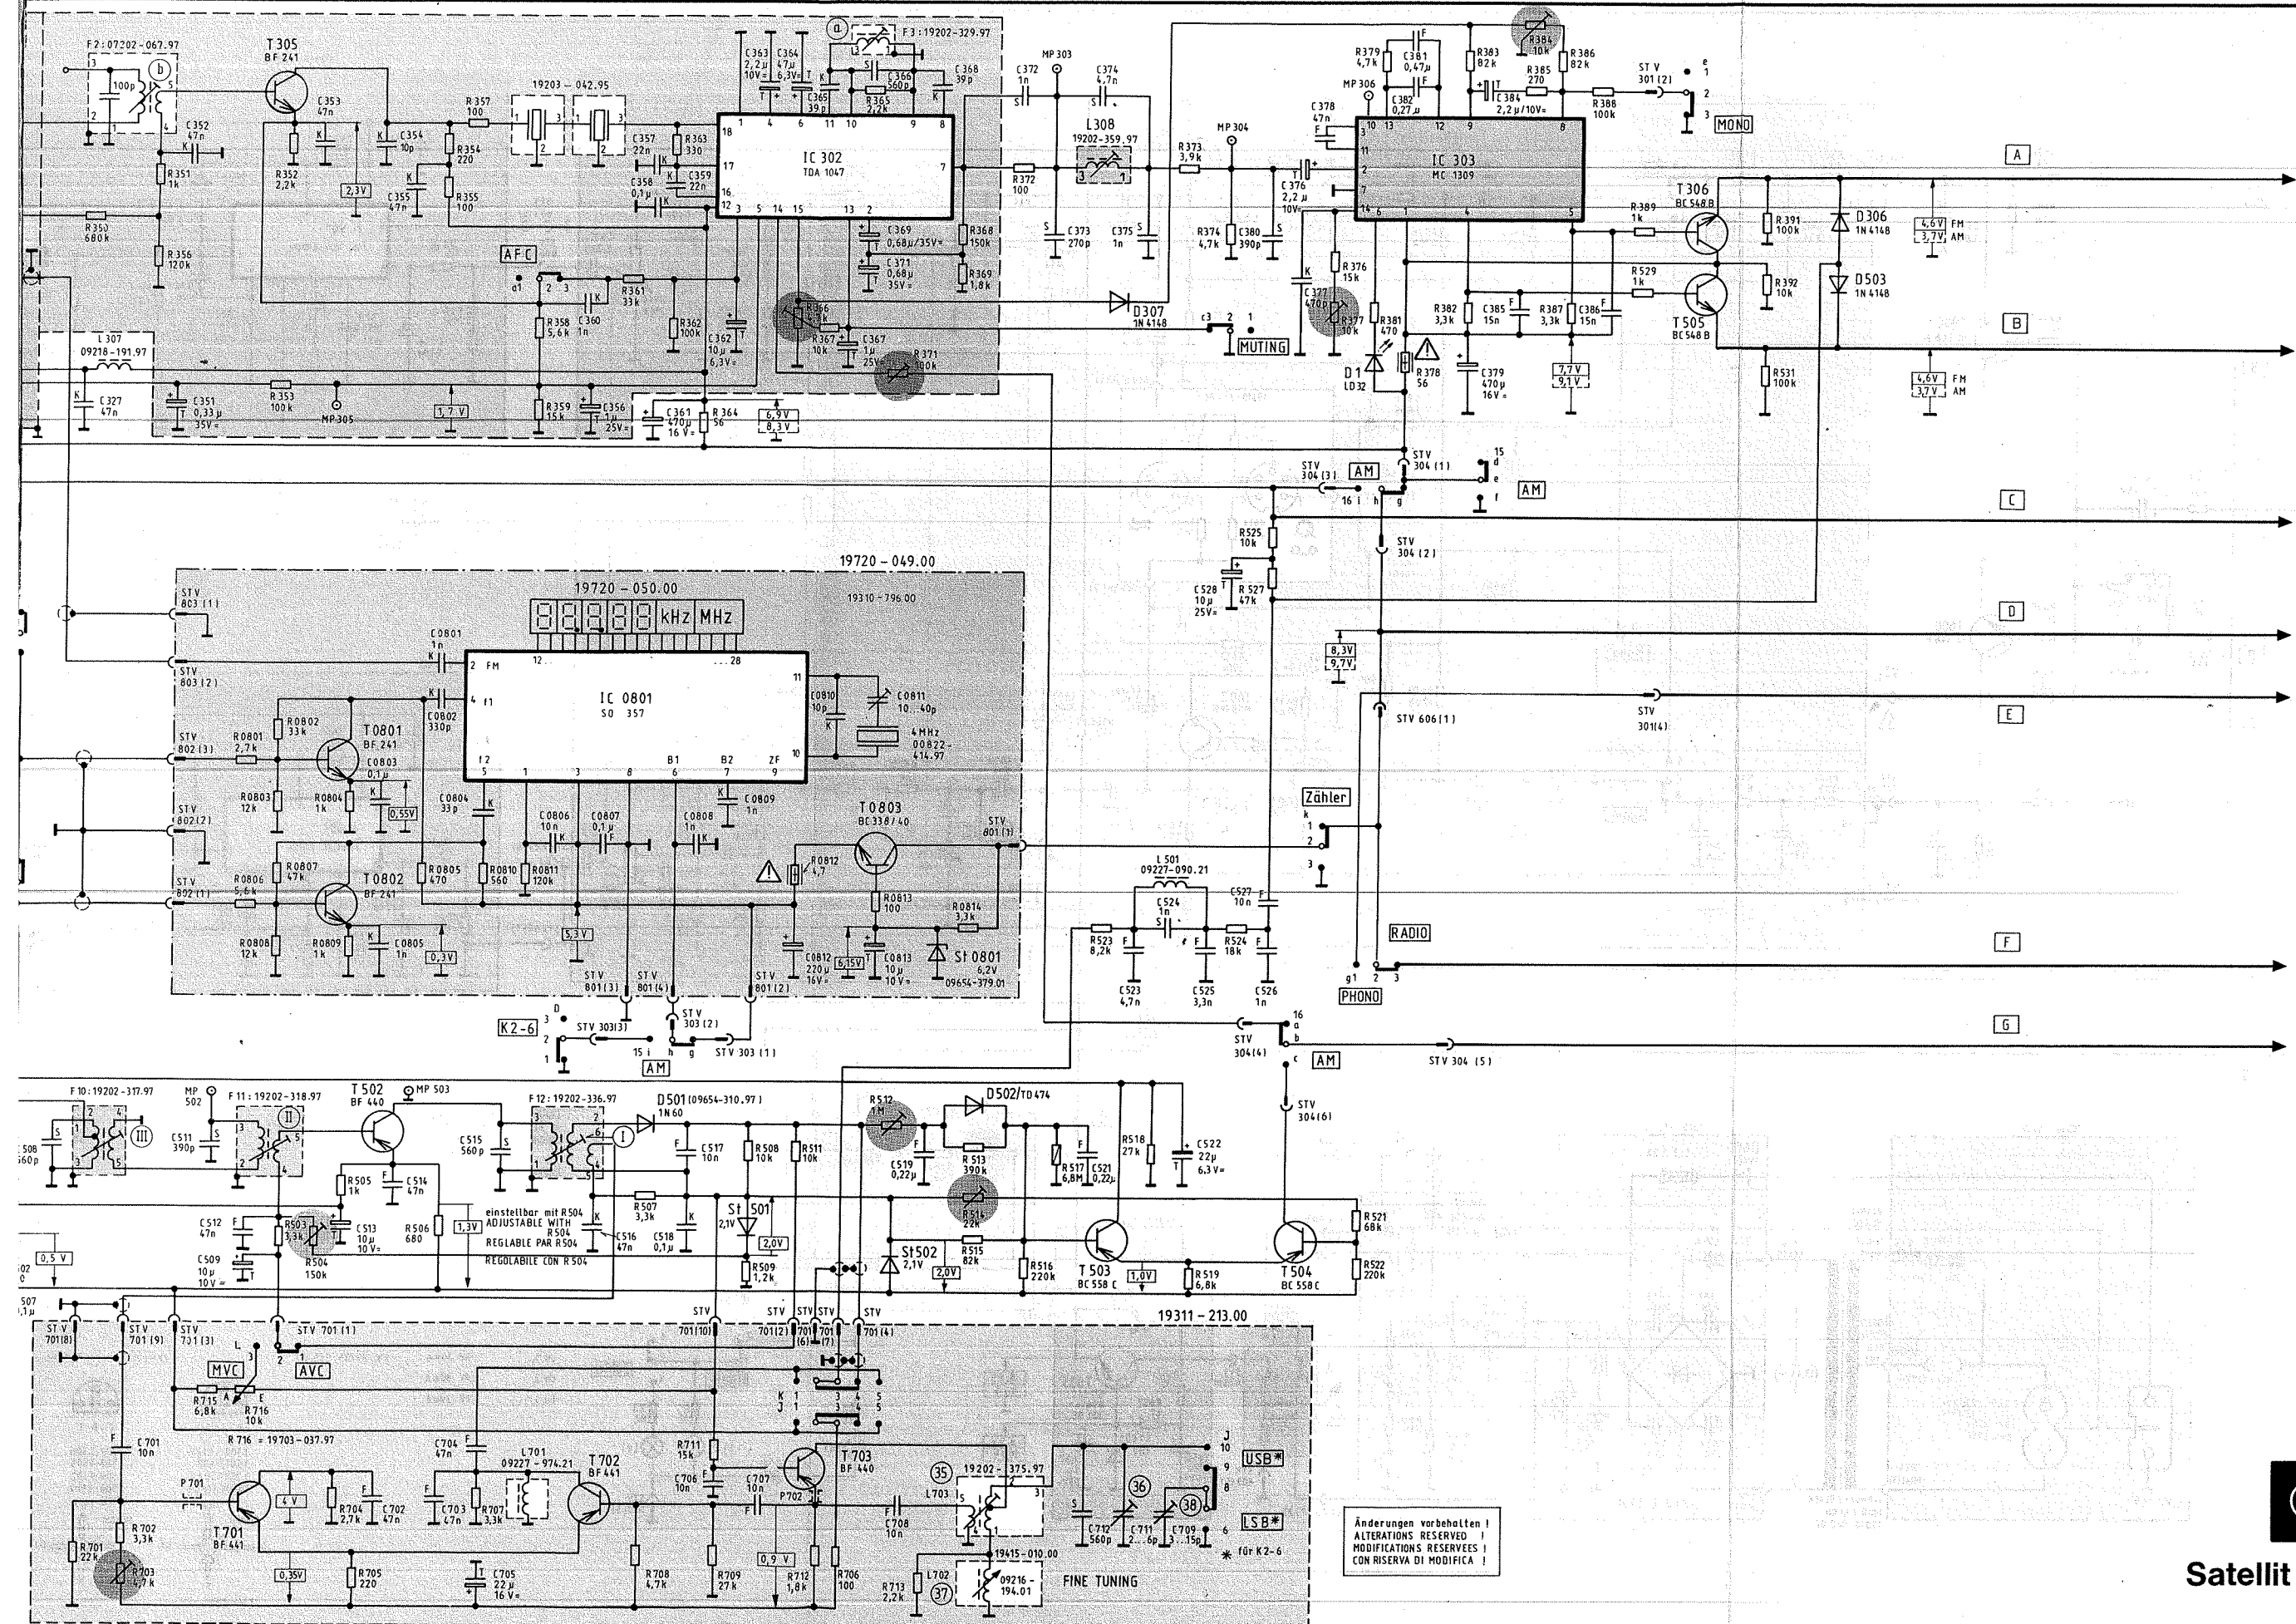 F 2 : 07202-067.97
T305
BF 241
100p
C352
47n
R351
1k
R350
680k
R356
120k
R352
2,2k
C353
47n
2,3V
C354
10p
C355
47n
R354
220
R355
100
R357
100
19203 – 042.95
C357
22n
C358
0,1µ
R363
330
C359
22n
C363
2,2µ
10V=
C364
47µ
6,3V=
C365
39p
F 3 : 19202-329.97
C366
560p
R365
2,2k
C368
39p
IC 302
TDA 1047
AFC
R361
33k
C360
1n
R358
5,6k
R362
100k
C362
10µ
6,3V=
R366
R367
10k
C367
1µ
25V=
C369
0,68µ/35V=
C371
0,68µ
35V=
R368
150k
R369
1,8k
R371
100k
L307
09218-191.97
C327
47n
C351
0,33µ
35V=
R353
100k
MP305
1,7 V
R359
15k
C356
1µ
25V=
C361
470µ
16V=
R364
56
6,9V
8,3V
C372
1n
MP303
C374
4,7n
R372
100
L308
19202-359.97
C373
270p
C375
1n
R373
3,9k
MP304
R374
4,7k
C380
390p
D307
1N4148
c3 2 1
MUTING
C376
2,2µ
10V=
C378
47n
MP306
R379
4,7k
C381
0,47µ
C382
0,27µ
R383
82k
C384
2,2µ/10V=
R384
10k
R385
270
R386
82k
R388
100k
STV
301(2)
MONO
IC 303
MC 1309
C377
470p
R376
15k
R377
10k
R381
470
D1
LD32
R378
56
R382
3,3k
C385
15n
R387
3,3k
C386
15n
C379
470µ
16V=
7,7V
9,1V
R389
1k
R529
1k
T306
BC548B
T505
BC548B
R391
100k
R392
10k
R531
100k
D306
1N 4148
D503
1N 4148
4,6V FM
3,7V AM
4,6V FM
3,7V AM
A
B
C
D
E
F
G
STV
304(3)
AM
STV
304(1)
AM
STV
304(2)
R525
10k
C528
10µ
25V=
R527
47k
8,3V
9,7V
STV 606(1)
STV
301(4)
Zähler
RADIO
PHONO
19720 – 049.00
19720 – 050.00
19310-796.00
kHz MHz
STV
803(1)
STV
803(2)
STV
802(3)
STV
802(2)
STV
802(1)
C0801
1n
C0802
330p
IC 0801
SO 357
FM
f1
f2
B1
B2
ZF
R0801
2,7k
R0802
33k
R0803
12k
R0804
1k
T0801
BF241
C0803
0,1µ
0,55V
R0806
5,6k
R0807
47k
R0808
12k
R0809
1k
T0802
BF241
C0805
1n
0,3V
R0805
470
C0804
33p
R0810
560
R0811
120k
C0806
10n
C0807
0,1µ
C0808
1n
C0809
1n
C0810
10p
C0811
10...40p
4MHz
00822-
414.97
T0803
BC338/40
R0812
4,7
R0813
100
R0814
3,3k
C0812
220µ
16V=
6,15V
C0813
10µ
10V=
St 0801
6,2V
09654-379.01
5,3V
STV
801(1)
STV
801(3)
STV
801(4)
STV
801(2)
K2-6
STV 303(3)
STV
303(2)
STV 303(1)
AM
L501
09227-090.21
C524
1n
R523
8,2k
C523
4,7n
C525
3,3n
R524
18k
C527
10n
C526
1n
STV
304(4)
AM
STV 304 (5)
STV
304(6)
F10: 19202-317.97
MP
502
C511
390p
F11: 19202-318.97
T502
BF 440
MP 503
C512
47n
C509
10µ
10V=
R503
3,3k
R504
150k
R505
1k
C513
10µ
10V=
C514
47n
R506
680
1,3V
0,5 V
C515
560p
F12: 19202-336.97
D501 (09654-310.97)
1N60
einstellbar mit R504
ADJUSTABLE WITH
R504
REGLABLE PAR R504
REGOLABILE CON R504
C516
47n
R507
3,3k
C517
10n
C518
0,1µ
R508
10k
R511
10k
St 501
2,1V
2,0V
R509
1,2k
R512
1M
C519
0,22µ
D502/TD474
R513
390k
R514
22k
R515
82k
St502
2,1V
2,0V
R516
220k
R517
6,8M
C521
0,22µ
R518
27k
C522
22µ
6,3V=
T503
BC558C
1,0V
R519
6,8k
T504
BC558C
R521
68k
R522
220k
19311 – 213.00
STV
701(8)
STV
701(9)
STV
701(3)
STV 701(1)
STV
701(10)
STV
701(2)
STV
701(4)
MVC
AVC
R715
6,8k
R716
10k
R716 = 19703-037.97
C701
10n
P701
T701
BF441
R701
22k
R702
3,3k
R703
4,7k
4 V
0,35V
R704
2,7k
C702
47n
R705
220
C703
47n
C704
47n
R707
3,3k
L701
09227 – 974.21
T702
BF441
C705
22µ
16V=
R708
4,7k
R709
27k
R711
15k
C706
10n
C707
10n
P702
T703
BF 440
0,9 V
R712
1,8k
R706
100
C708
10n
L703
19202-375.97
19415-010.00
L702
09216-
194.01
R713
2,2k
FINE TUNING
C712
560p
C711
2...6p
C709
3...15p
USB*
LSB*
* für K2-6
Änderungen vorbehalten !
ALTERATIONS RESERVED !
MODIFICATIONS RESERVEES !
CON RISERVA DI MODIFICA !
Satellit